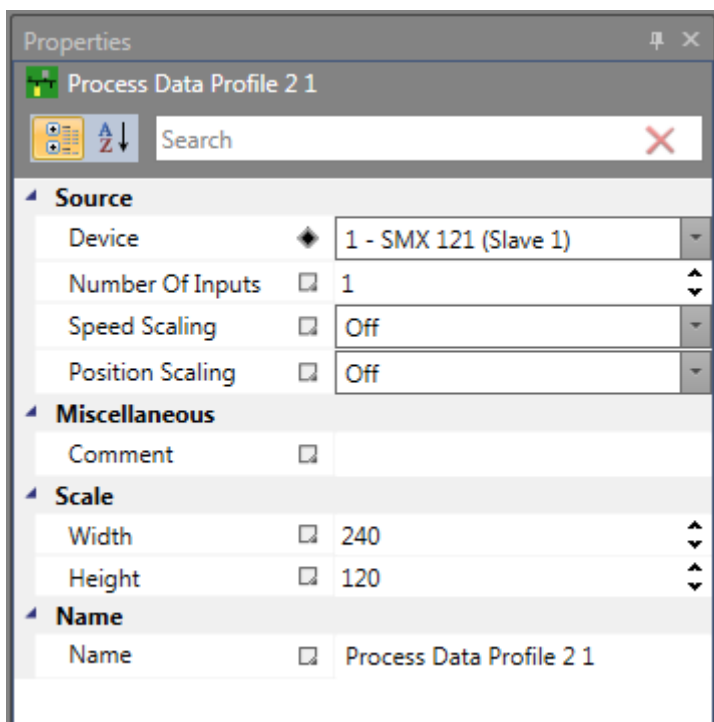 Properties
Process Data Profile 2 1
A
Z
Search
Source
Device 1 - SMX 121 (Slave 1)
Number Of Inputs 1
Speed Scaling Off
Position Scaling Off
Miscellaneous
Comment
Scale
Width 240
Height 120
Name
Name Process Data Profile 2 1